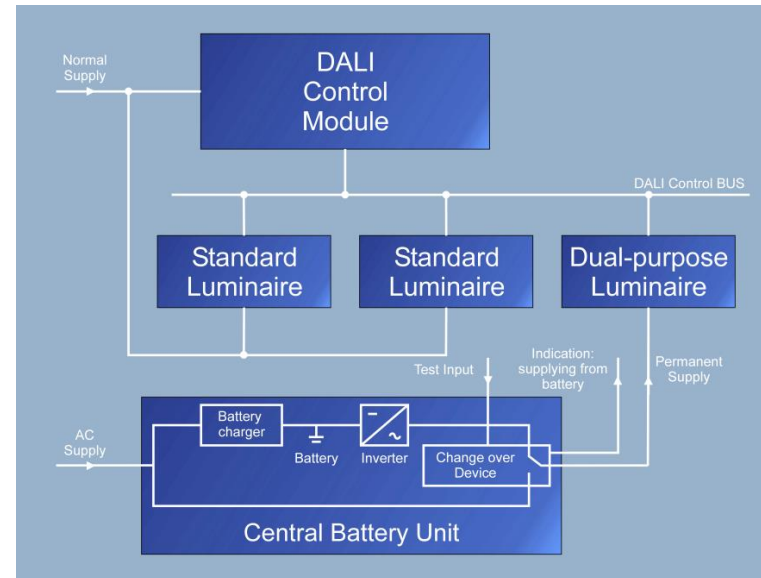 Normal
Supply
DALI
Control
Module
DALI Control BUS
Standard
Luminaire
Standard
Luminaire
Dual-purpose
Luminaire
Test Input
Indication:
supplying from
battery
Permanent
Supply
AC
Supply
Battery
charger
Battery
Inverter
Change over
Device
Central Battery Unit